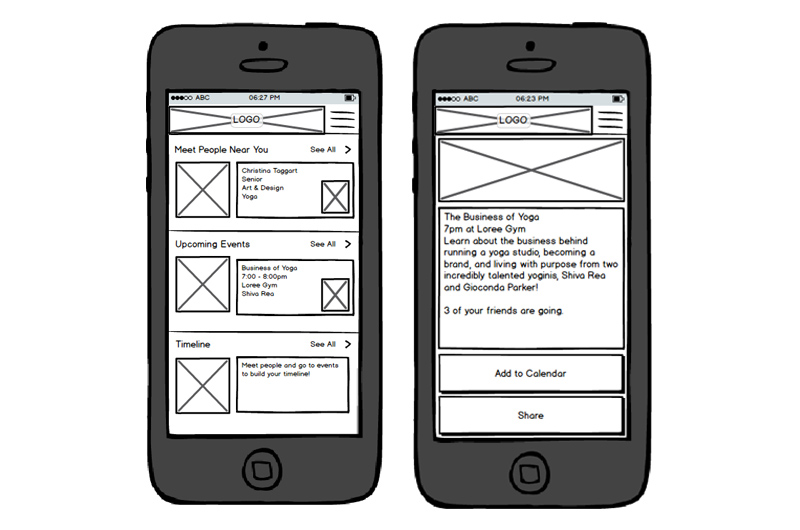 ●●●○○ ABC 06:27 PM
LOGO
Meet People Near You See All >
Christina Taggart
Senior
Art & Design
Yoga
Upcoming Events See All >
Business of Yoga
7:00 - 8:00pm
Loree Gym
Shiva Rea
Timeline See All >
Meet people and go to events
to build your timeline!
●●●○○ ABC 06:23 PM
LOGO
The Business of Yoga
7pm at Loree Gym
Learn about the business behind
running a yoga studio, becoming a
brand, and living with purpose from two
incredibly talented yoginis, Shiva Rea
and Gioconda Parker!
3 of your friends are going.
Add to Calendar
Share